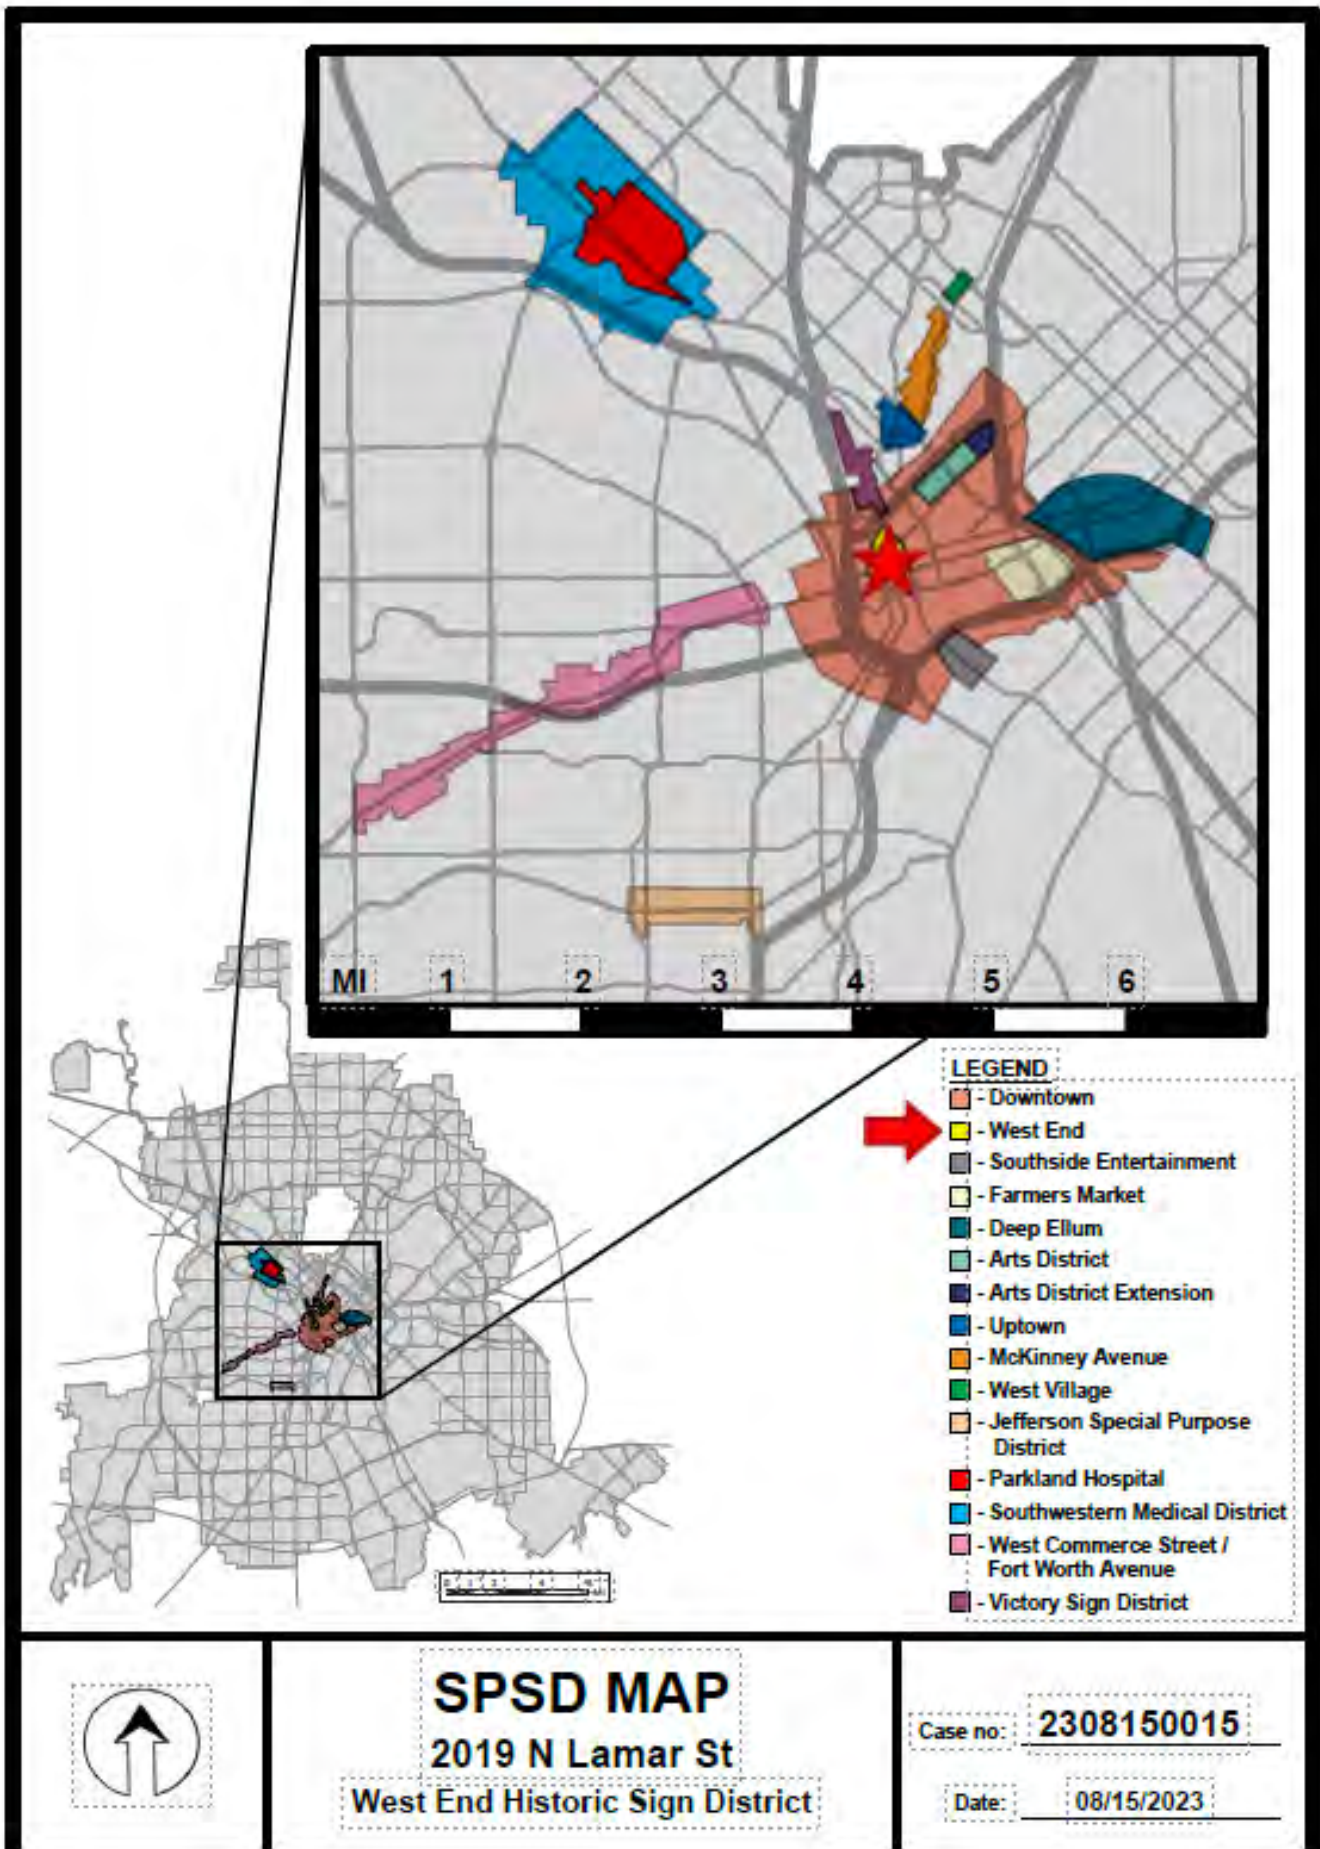 MI 1 2 3 4 5 6
LEGEND
- Downtown
- West End
- Southside Entertainment
- Farmers Market
- Deep Ellum
- Arts District
- Arts District Extension
- Uptown
- McKinney Avenue
- West Village
- Jefferson Special Purpose
District
- Parkland Hospital
- Southwestern Medical District
- West Commerce Street /
Fort Worth Avenue
- Victory Sign District
SPSD MAP
2019 N Lamar St
West End Historic Sign District
Case no: 2308150015
Date: 08/15/2023